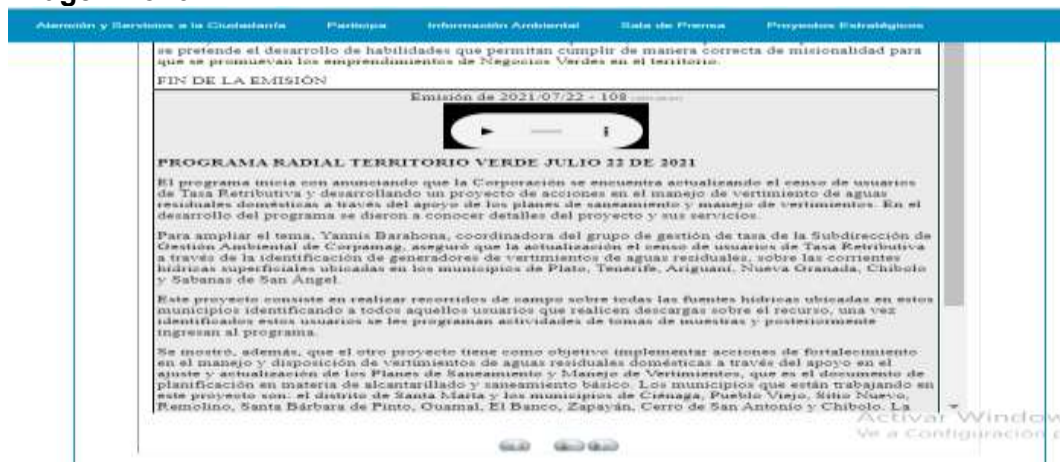 Atención y Servicios a la Ciudadanía Participa Información Ambiental Sala de Prensa Proyectos Estratégicos
se pretende el desarrollo de habilidades que permitan cumplir de manera correcta de misionalidad para
que se promuevan los emprendimientos de Negocios Verdes en el territorio.
FIN DE LA EMISIÓN
Emisión de 2021/07/22 - 108
PROGRAMA RADIAL TERRITORIO VERDE JULIO 22 DE 2021
El programa inicia con anunciando que la Corporación se encuentra actualizando el censo de usuarios
de Tasa Retributiva y desarrollando un proyecto de acciones en el manejo de vertimiento de aguas
residuales domésticas a través del apoyo de los planes de saneamiento y manejo de vertimientos. En el
desarrollo del programa se dieron a conocer detalles del proyecto y sus servicios.
Para ampliar el tema, Yannis Barahona, coordinadora del grupo de gestión de tasa de la Subdirección de
Gestión Ambiental de Corpamag, aseguró que la actualización el censo de usuarios de Tasa Retributiva
a través de la identificación de generadores de vertimientos de aguas residuales, sobre las corrientes
hídricas superficiales ubicadas en los municipios de Plato, Tenerife, Ariguaní, Nueva Granada, Chibolo
y Sabanas de San Ángel.
Este proyecto consiste en realizar recorridos de campo sobre todas las fuentes hídricas ubicadas en estos
municipios identificando a todos aquellos usuarios que realicen descargas sobre el recurso, una vez
identificados estos usuarios se les programan actividades de tomas de muestras y posteriormente
ingresan al programa.
Se mostró, además, que el otro proyecto tiene como objetivo implementar acciones de fortalecimiento
en el manejo y disposición de vertimientos de aguas residuales domésticas a través del apoyo en el
ajuste y actualización de los Planes de Saneamiento y Manejo de Vertimientos, que es el documento de
planificación en materia de alcantarillado y saneamiento básico. Los municipios que están trabajando en
este proyecto son: el distrito de Santa Marta y los municipios de Ciénaga, Pueblo Viejo, Sitio Nuevo,
Remolino, Santa Bárbara de Pinto, Guamal, El Banco, Zapayán, Cerro de San Antonio y Chibolo. La
Activar Window
Ve a Configuración